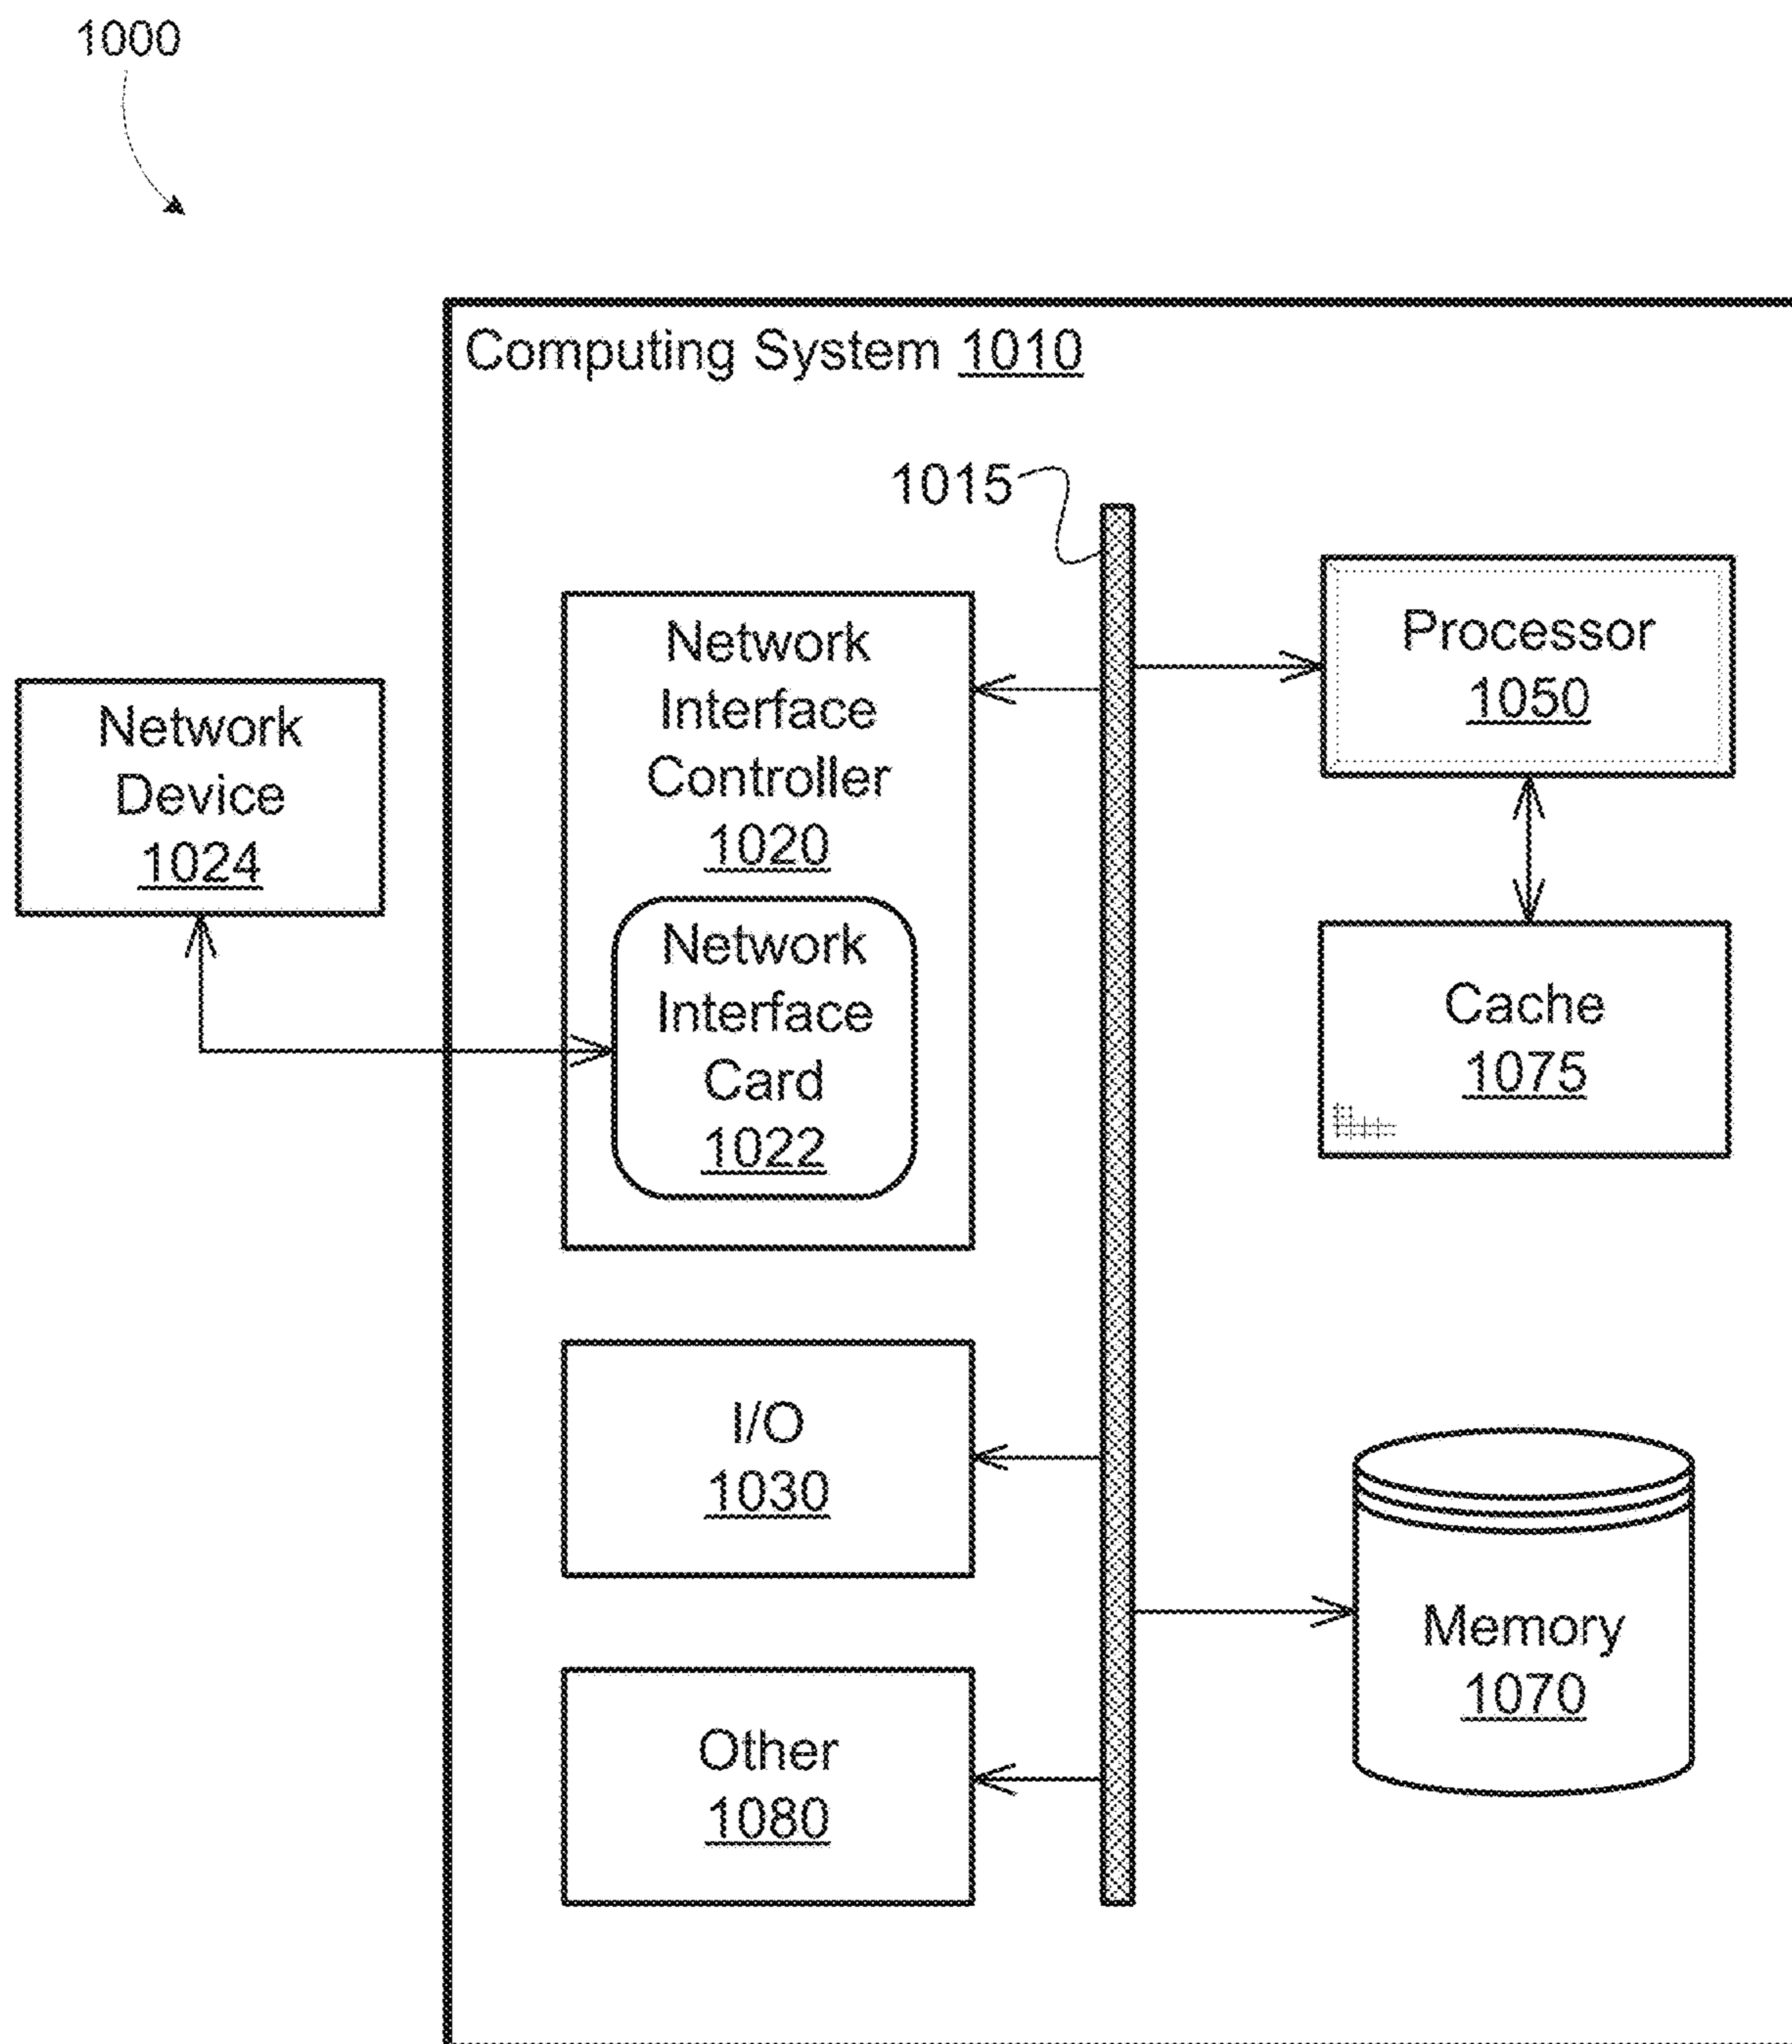 1000
Computing System 1010
1015
Network
Interface
Controller
1020
Network
Interface
Card
1022
Network
Device
1024
Processor
1050
Cache
1075
I/O
1030
Memory
1070
Other
1080